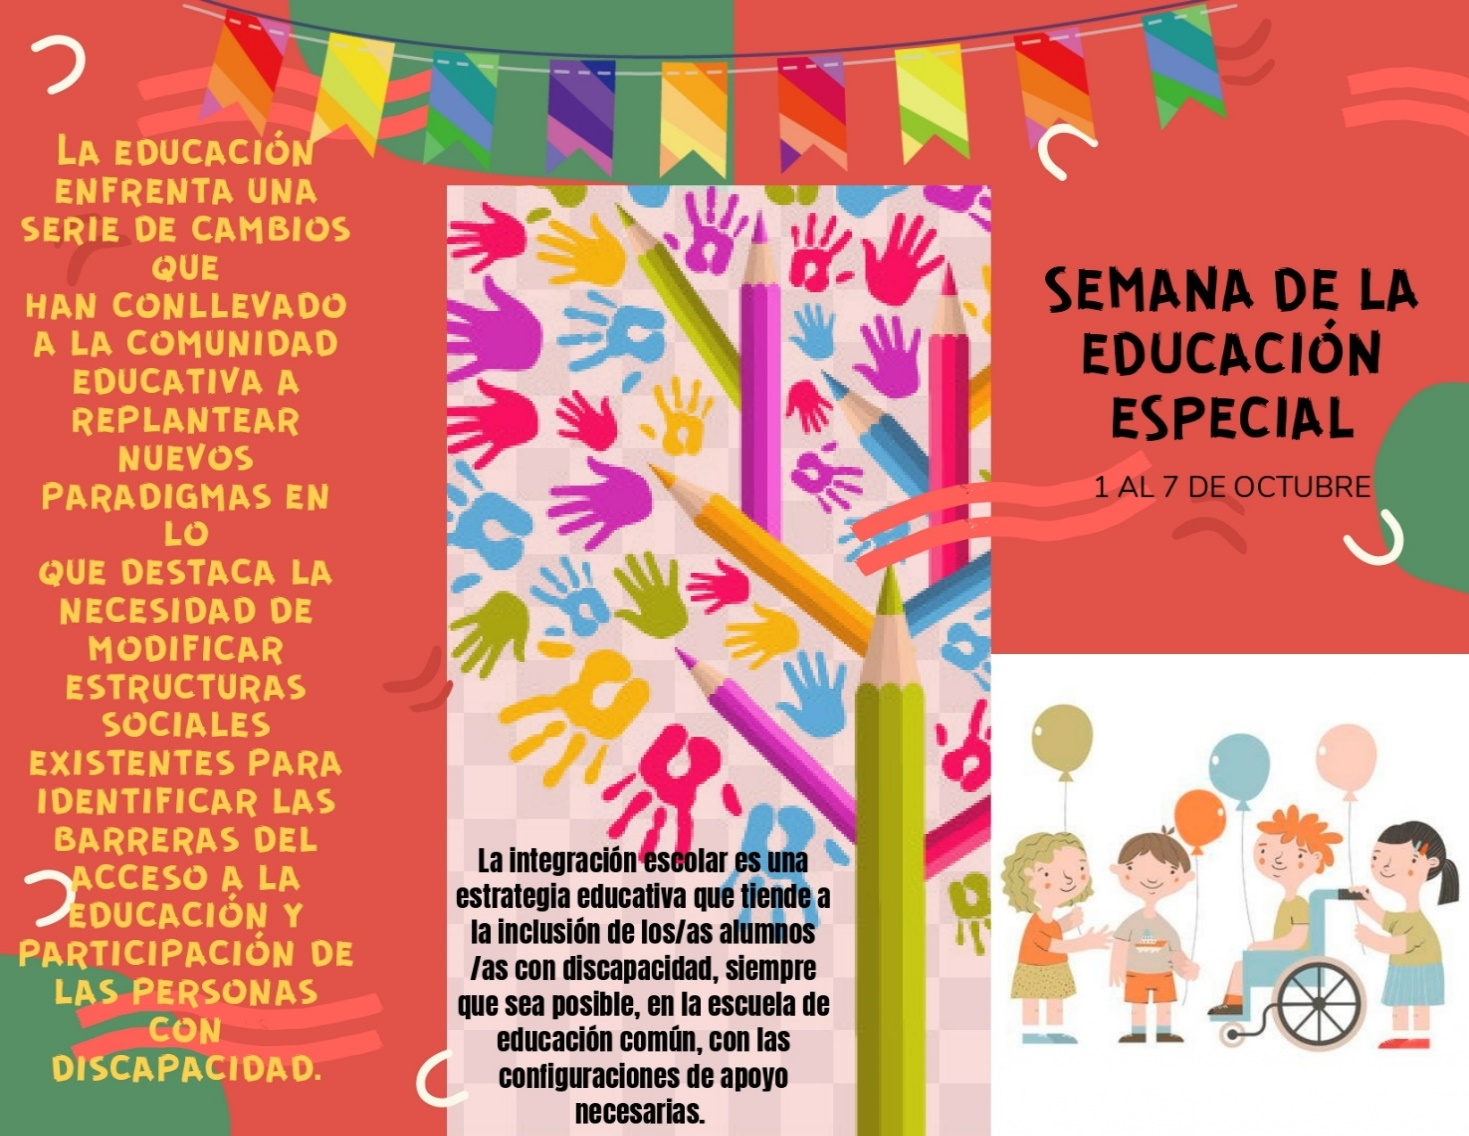 LA EDUCACIÓN
ENFRENTA UNA
SERIE DE CAMBIOS
QUE
HAN CONLLEVADO
A LA COMUNIDAD
EDUCATIVA A
REPLANTEAR
NUEVOS
PARADIGMAS EN
LO
QUE DESTACA LA
NECESIDAD DE
MODIFICAR
ESTRUCTURAS
SOCIALES
EXISTENTES PARA
IDENTIFICAR LAS
BARRERAS DEL
ACCESO A LA
EDUCACIÓN Y
PARTICIPACIÓN DE
LAS PERSONAS
CON
DISCAPACIDAD.
La integración escolar es una
estrategia educativa que tiende a
la inclusión de los/as alumnos
/as con discapacidad, siempre
que sea posible, en la escuela de
educación común, con las
configuraciones de apoyo
necesarias.
SEMANA DE LA
EDUCACIÓN
ESPECIAL
1 AL 7 DE OCTUBRE